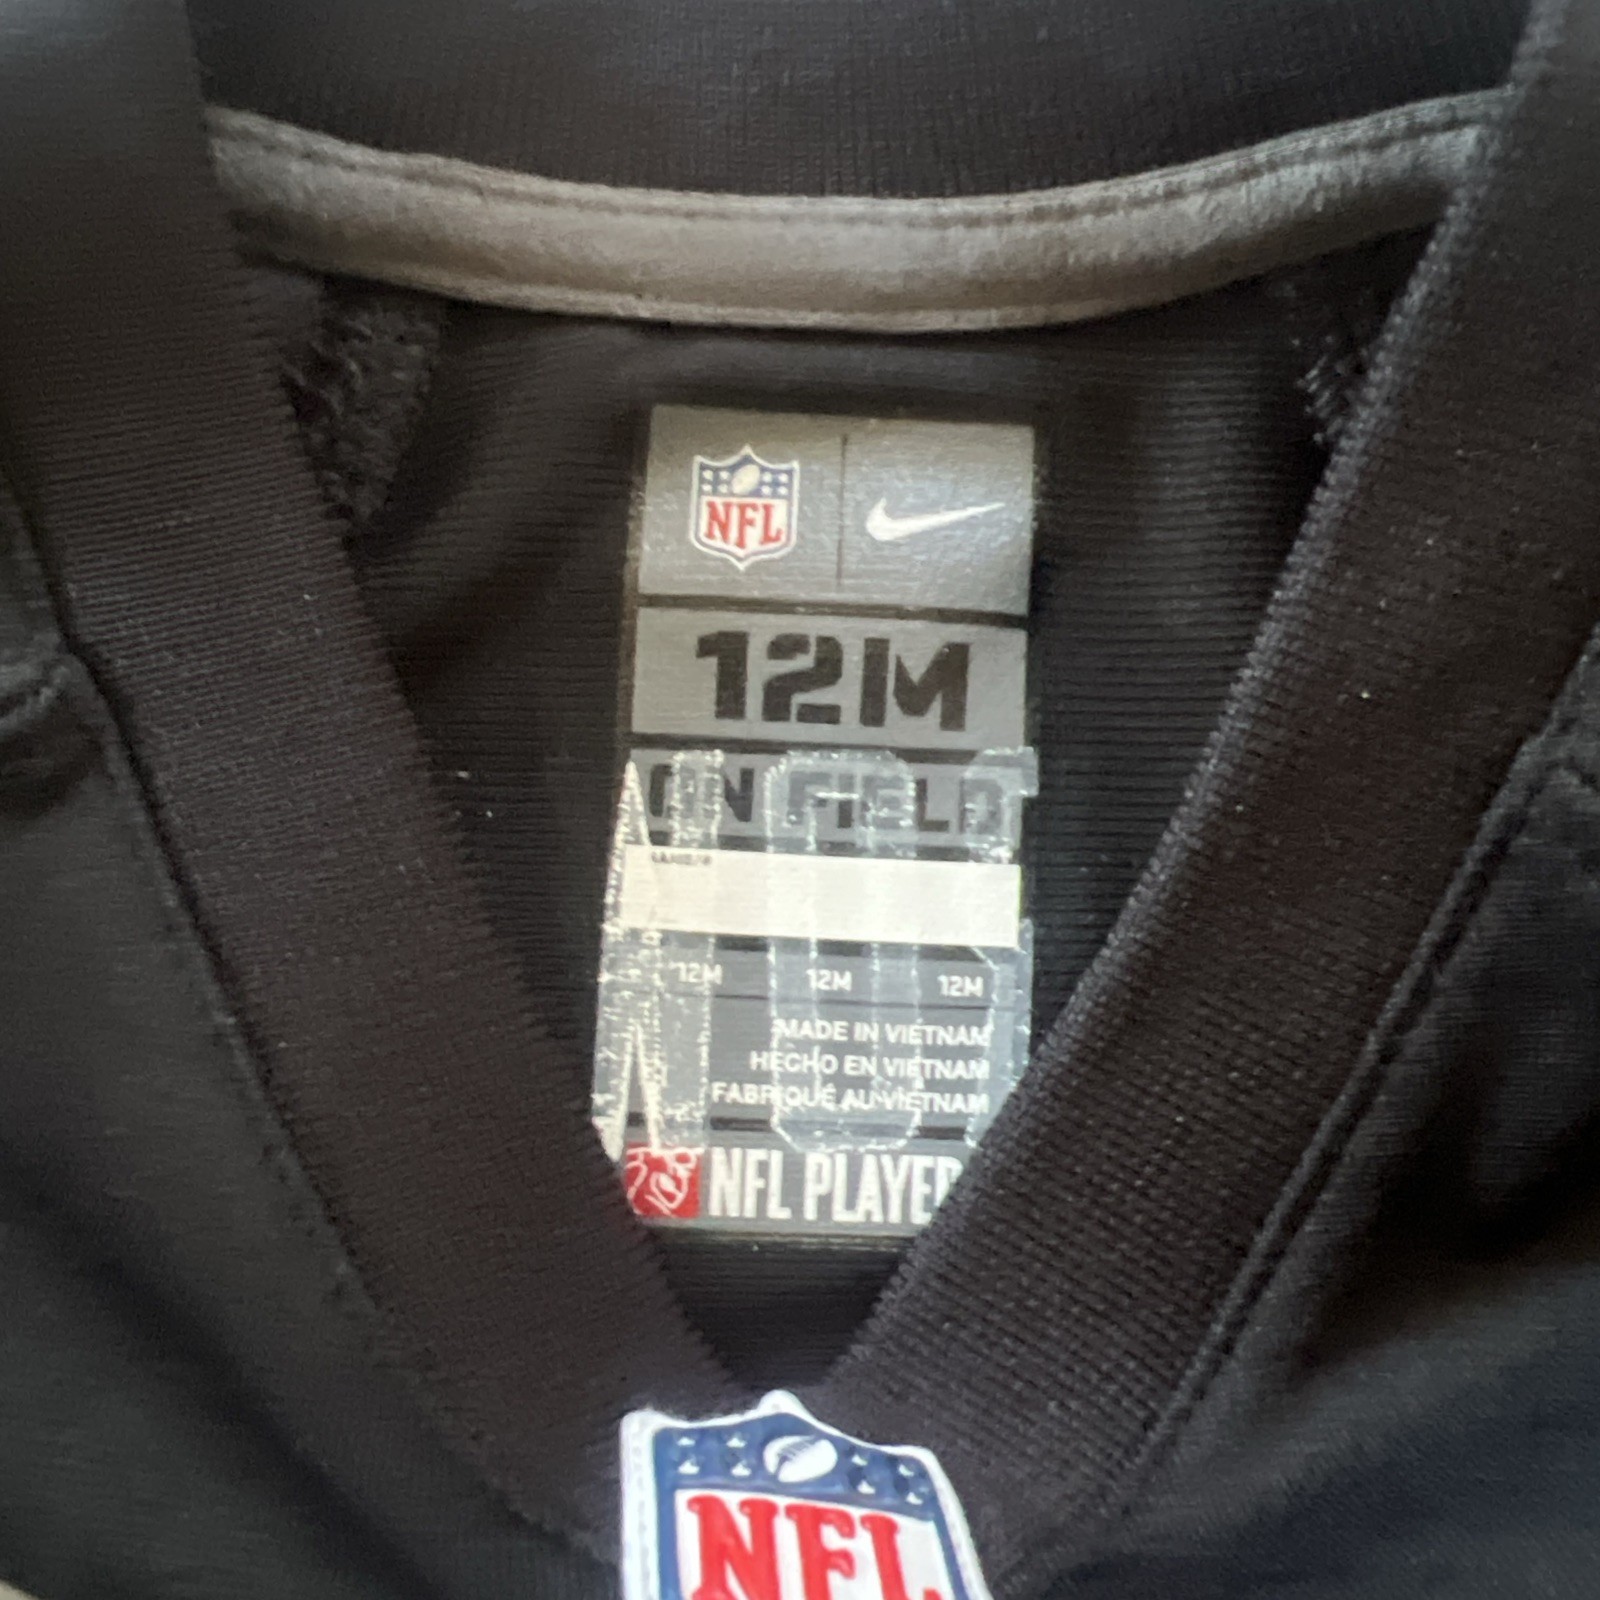 NFL
12M
ON FIELD
12M 12M 12M
MADE IN VIETNAM
HECHO EN VIETNAM
FABRIQUÉ AU VIETNAM
NFL PLAYER
NFL